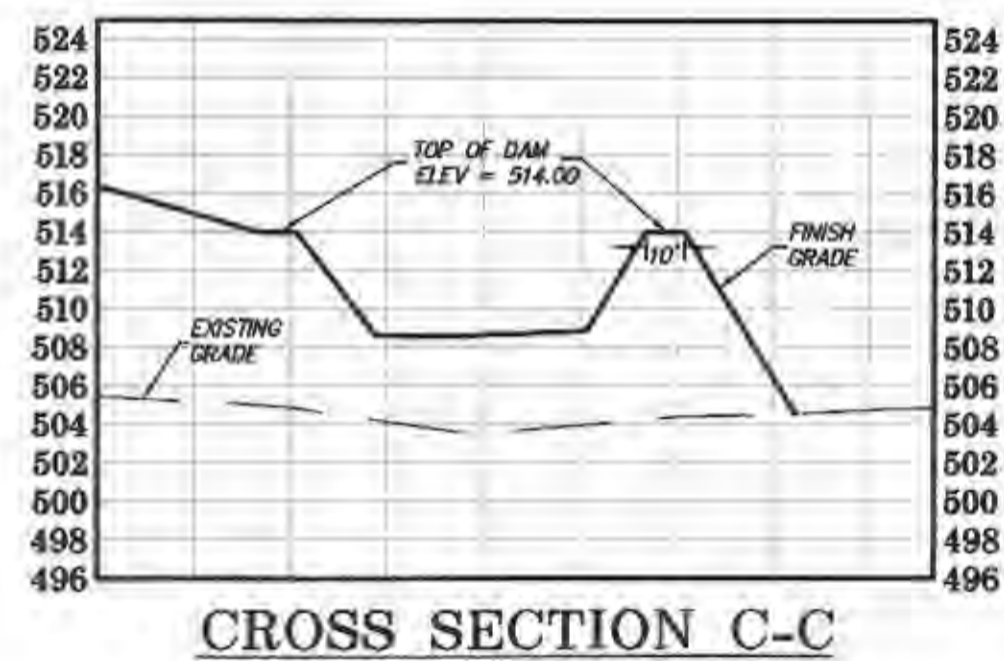 524 524
522 522
520 520
518 518
516 516
514 514
512 512
510 510
508 508
506 506
504 504
502 502
500 500
498 498
496 496
TOP OF DAM
ELEV = 514.00
10'
FINISH
GRADE
EXISTING
GRADE
CROSS SECTION C-C